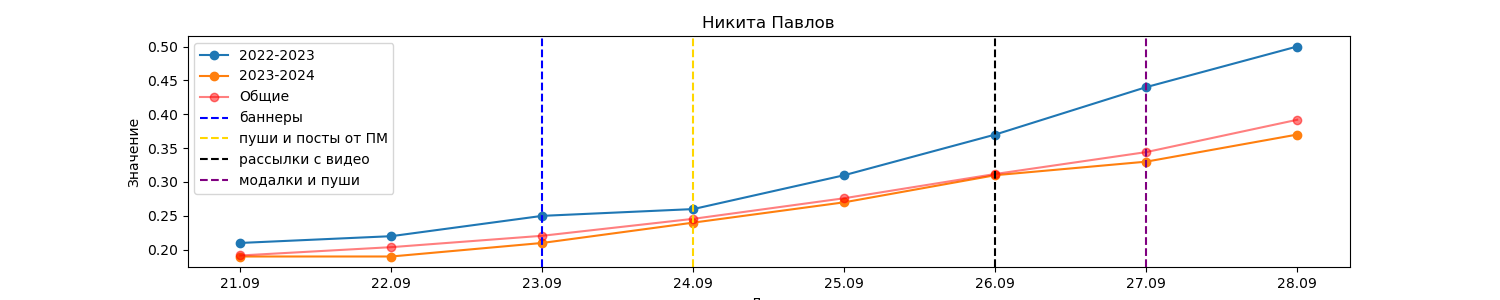 Никита Павлов
0.50
0.45
0.40
0.35
0.30
0.25
0.20
Значение
2022-2023
2023-2024
Общие
баннеры
пуши и посты от ПМ
рассылки с видео
модалки и пуши
21.09 22.09 23.09 24.09 25.09 26.09 27.09 28.09